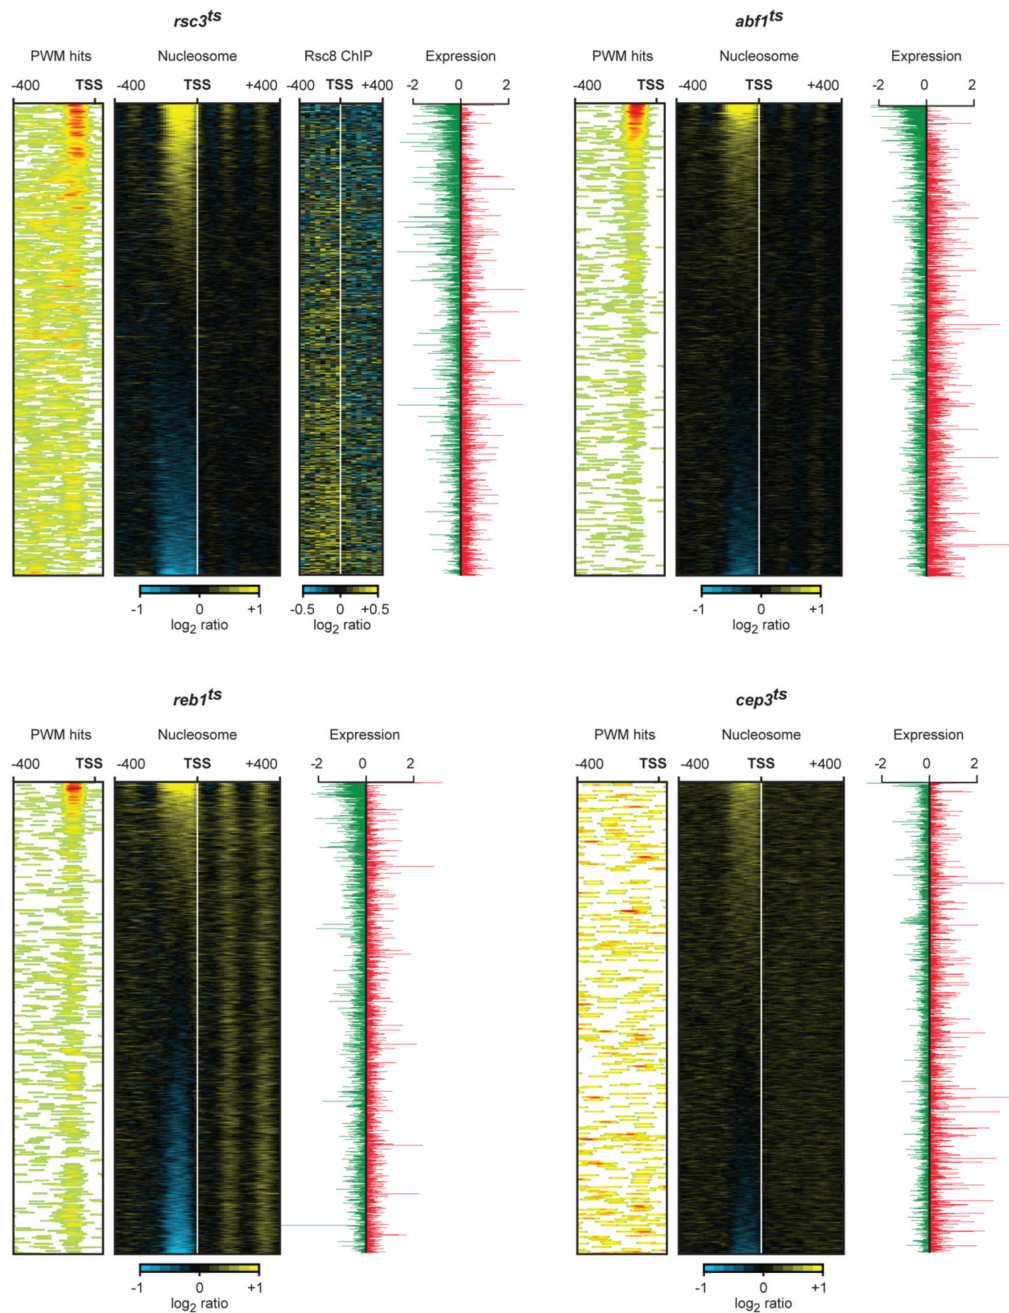 rsc3ts
PWM hits Nucleosome Rsc8 ChIP Expression
-400 TSS -400 TSS +400 -400 TSS +400 -2 0 2
-1 0 +1
log2 ratio
-0.5 0 +0.5
log2 ratio
abf1ts
PWM hits Nucleosome Expression
-400 TSS -400 TSS +400 -2 0 2
-1 0 +1
log2 ratio
reb1ts
PWM hits Nucleosome Expression
-400 TSS -400 TSS +400 -2 0 2
-1 0 +1
log2 ratio
cep3ts
PWM hits Nucleosome Expression
-400 TSS -400 TSS +400 -2 0 2
-1 0 +1
log2 ratio